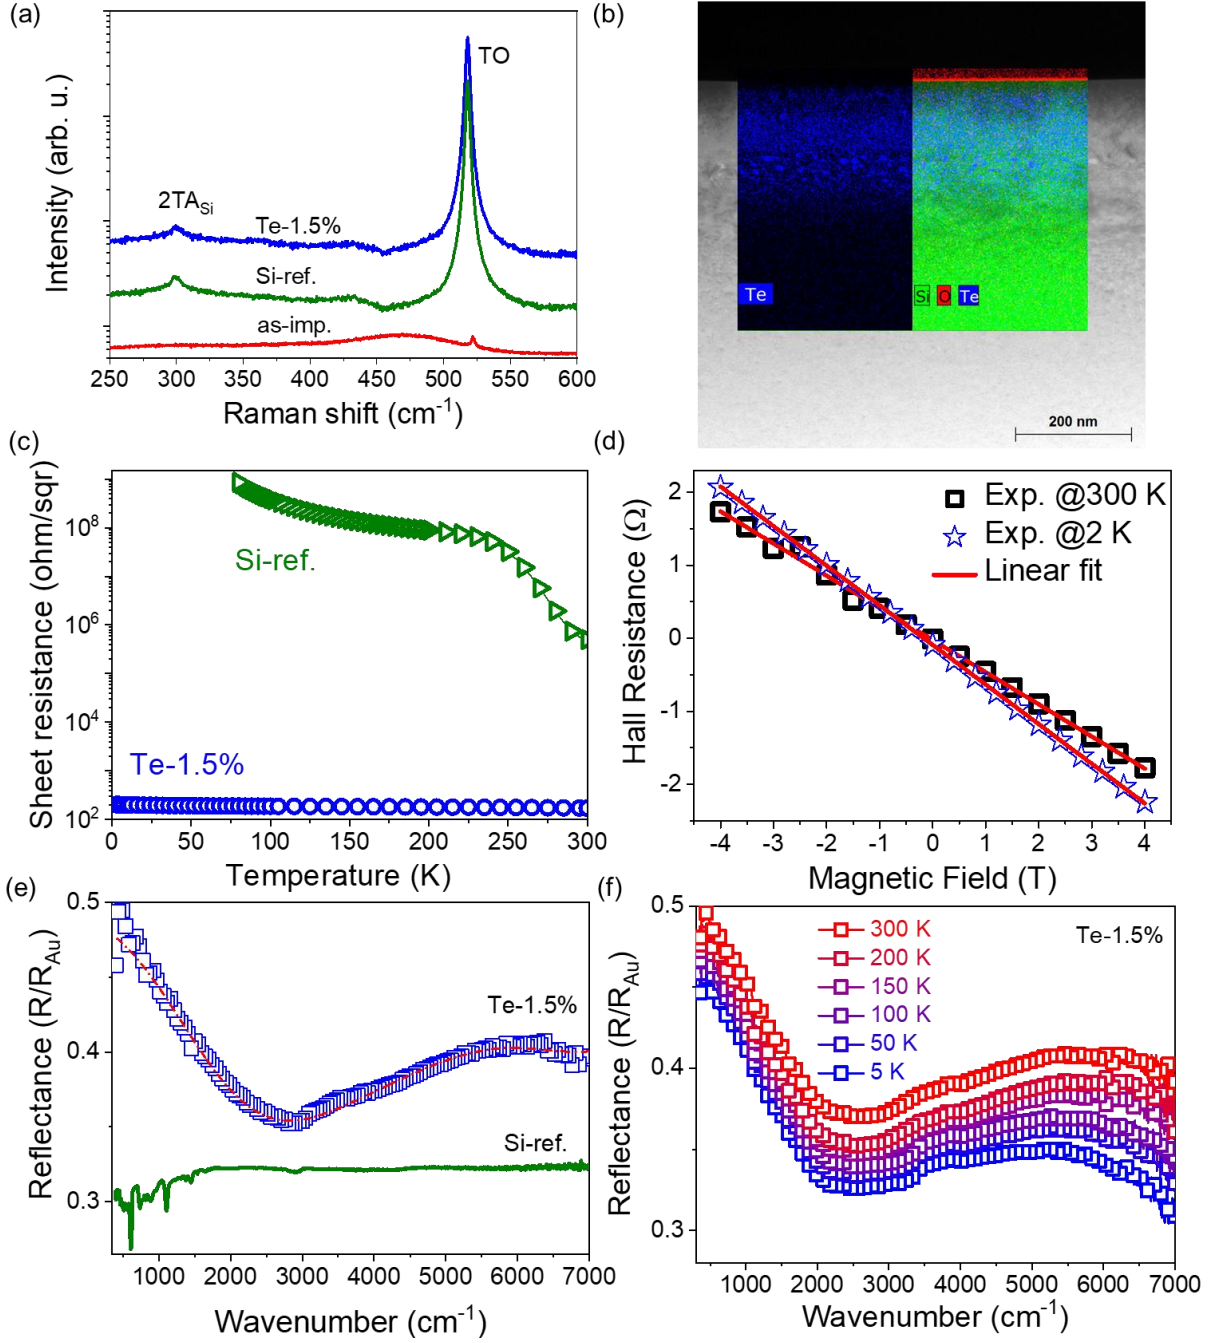 (a)
Intensity (arb. u.)
TO
2TASi
Te-1.5%
Si-ref.
as-imp.
250 300 350 400 450 500 550 600
Raman shift (cm-1)
(b)
Te
Si O Te
200 nm
(c)
Sheet resistance (ohm/sqr)
10^8
10^6
10^4
10^2
Si-ref.
Te-1.5%
0 50 100 150 200 250 300
Temperature (K)
(d)
Hall Resistance (Ω)
2
1
0
-1
-2
Exp. @300 K
Exp. @2 K
Linear fit
-4 -3 -2 -1 0 1 2 3 4
Magnetic Field (T)
(e)
Reflectance (R/RAu)
0.5
0.4
0.3
Te-1.5%
Si-ref.
1000 2000 3000 4000 5000 6000 7000
Wavenumber (cm-1)
(f)
Reflectance (R/RAu)
0.5
0.4
0.3
300 K
200 K
150 K
100 K
50 K
5 K
Te-1.5%
1000 2000 3000 4000 5000 6000 7000
Wavenumber (cm-1)